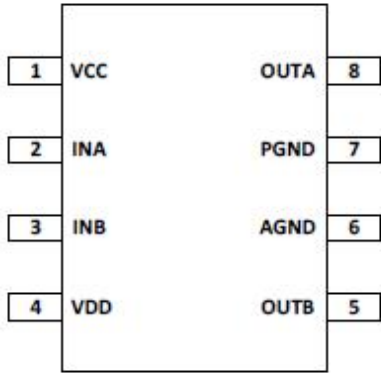 1 VCC OUTA 8
2 INA PGND 7
3 INB AGND 6
4 VDD OUTB 5